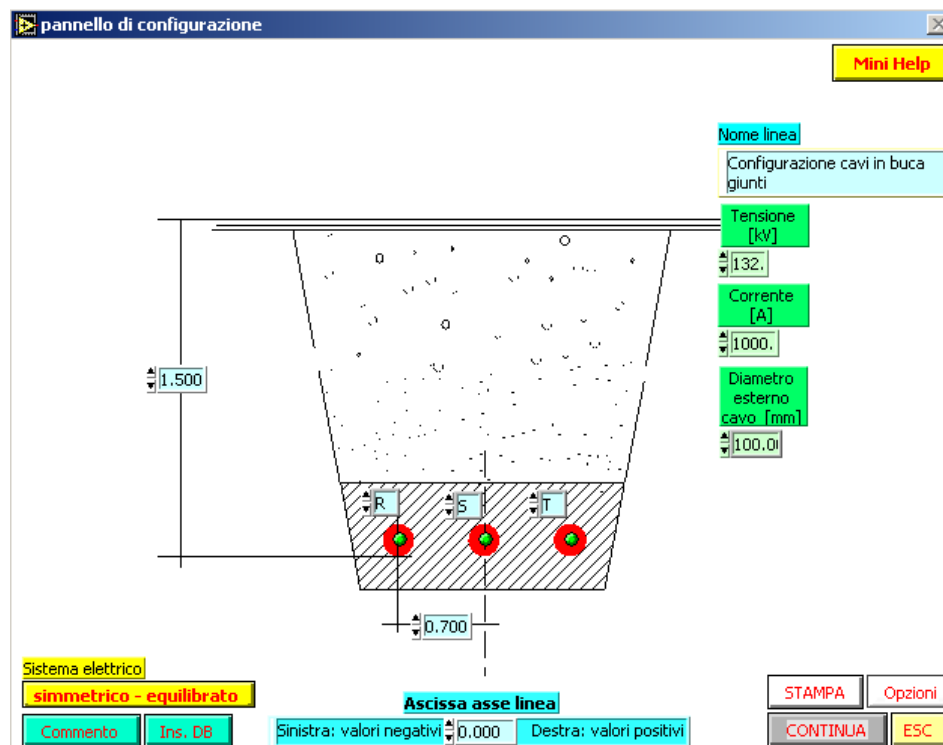 pannello di configurazione
Mini Help
Nome linea
Configurazione cavi in buca
giunti
Tensione
[kV]
132.
Corrente
[A]
1000.
Diametro
esterno
cavo [mm]
100.0
1.500
R
S
T
0.700
Sistema elettrico
simmetrico - equilibrato
Commento
Ins. DB
Ascissa asse linea
Sinistra: valori negativi
0.000
Destra: valori positivi
STAMPA
Opzioni
CONTINUA
ESC